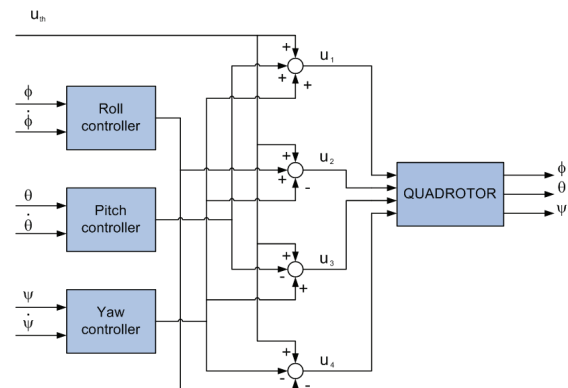 u_th
+
u_1
+
+
ϕ
Roll
controller
ϕ̇
+
u_2
+
-
ϕ
θ
QUADROTOR
θ
Pitch
controller
ψ
θ̇
+
u_3
-
+
ψ
Yaw
controller
ψ̇
+
u_4
-
-